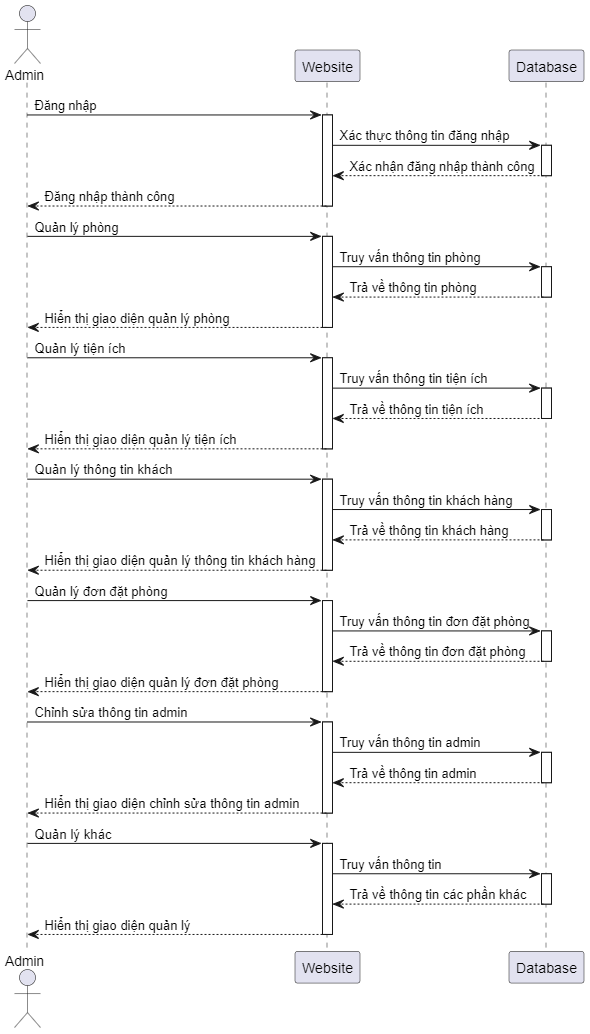 Admin
Website
Database
Đăng nhập
Xác thực thông tin đăng nhập
Xác nhận đăng nhập thành công
Đăng nhập thành công
Quản lý phòng
Truy vấn thông tin phòng
Trả về thông tin phòng
Hiển thị giao diện quản lý phòng
Quản lý tiện ích
Truy vấn thông tin tiện ích
Trả về thông tin tiện ích
Hiển thị giao diện quản lý tiện ích
Quản lý thông tin khách
Truy vấn thông tin khách hàng
Trả về thông tin khách hàng
Hiển thị giao diện quản lý thông tin khách hàng
Quản lý đơn đặt phòng
Truy vấn thông tin đơn đặt phòng
Trả về thông tin đơn đặt phòng
Hiển thị giao diện quản lý đơn đặt phòng
Chỉnh sửa thông tin admin
Truy vấn thông tin admin
Trả về thông tin admin
Hiển thị giao diện chỉnh sửa thông tin admin
Quản lý khác
Truy vấn thông tin
Trả về thông tin các phần khác
Hiển thị giao diện quản lý
Admin
Website
Database